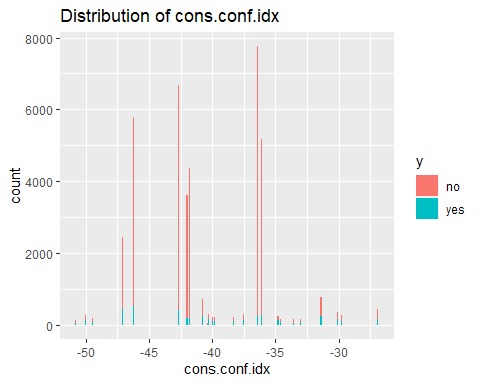 Distribution of cons.conf.idx
8000
6000
4000
2000
0
count
-50
-45
-40
-35
-30
cons.conf.idx
y
no
yes